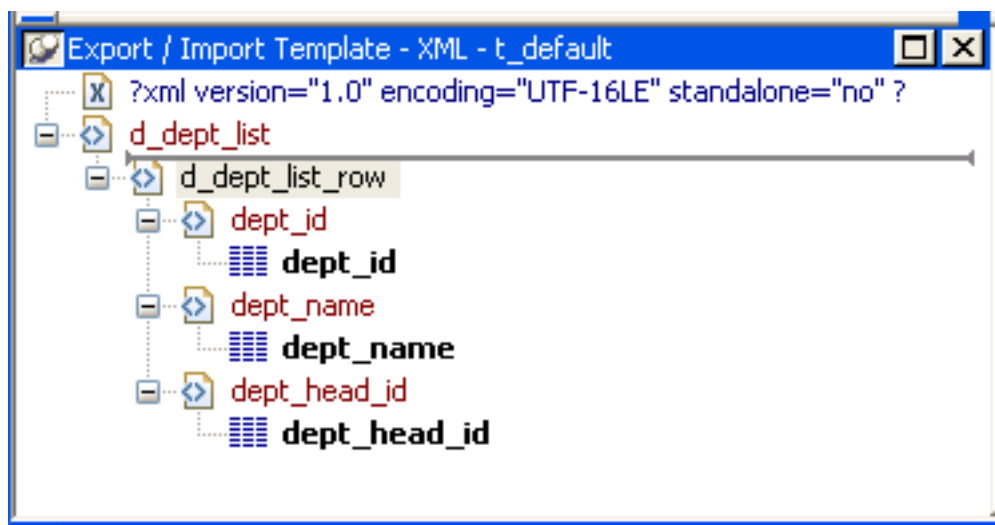 Export / Import Template - XML - t_default
?xml version="1.0" encoding="UTF-16LE" standalone="no" ?
d_dept_list
d_dept_list_row
dept_id
dept_id
dept_name
dept_name
dept_head_id
dept_head_id